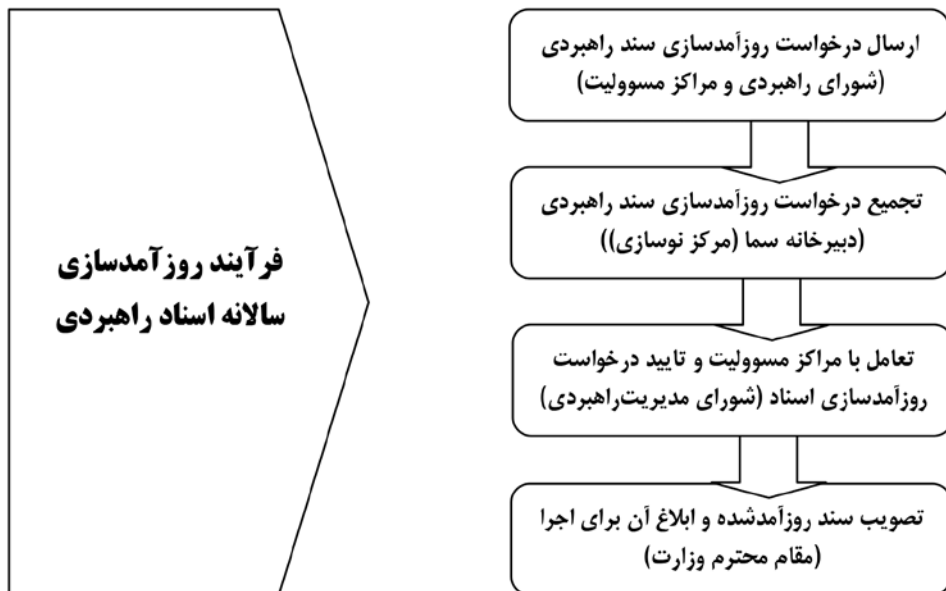 ارسال درخواست روزآمدسازی سند راهبردی
(شورای راهبردی و مراکز مسوولیت)
تجمیع درخواست روزآمدسازی سند راهبردی
(دبیرخانه سما (مرکز نوسازی))
تعامل با مراکز مسوولیت و تایید درخواست
روزآمدسازی اسناد (شورای مدیریت‌راهبردی)
تصویب سند روزآمدشده و ابلاغ آن برای اجرا
(مقام محترم وزارت)
فرآیند روزآمدسازی
سالانه اسناد راهبردی